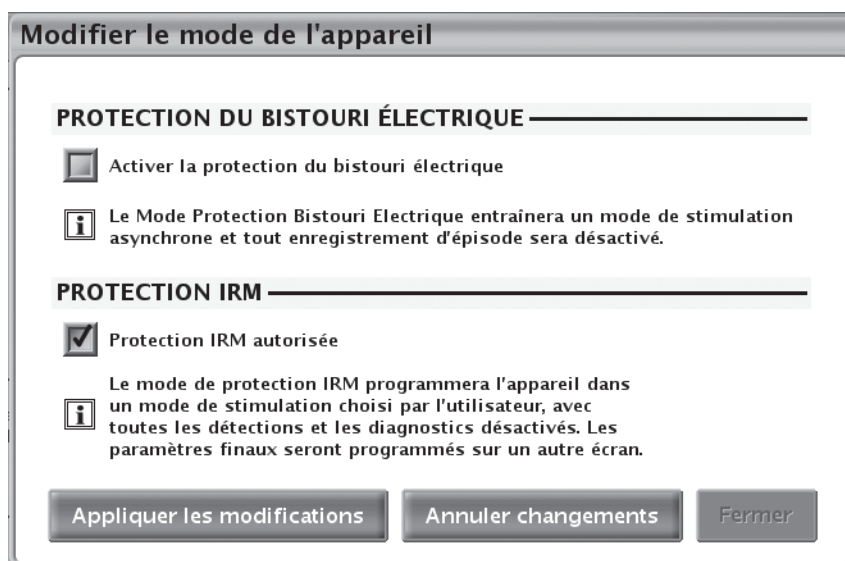 Modifier le mode de l'appareil
PROTECTION DU BISTOURI ÉLECTRIQUE
Activer la protection du bistouri électrique
Le Mode Protection Bistouri Electrique entraînera un mode de stimulation
asynchrone et tout enregistrement d'épisode sera désactivé.
PROTECTION IRM
Protection IRM autorisée
Le mode de protection IRM programmera l'appareil dans
un mode de stimulation choisi par l'utilisateur, avec
toutes les détections et les diagnostics désactivés. Les
paramètres finaux seront programmés sur un autre écran.
Appliquer les modifications Annuler changements Fermer